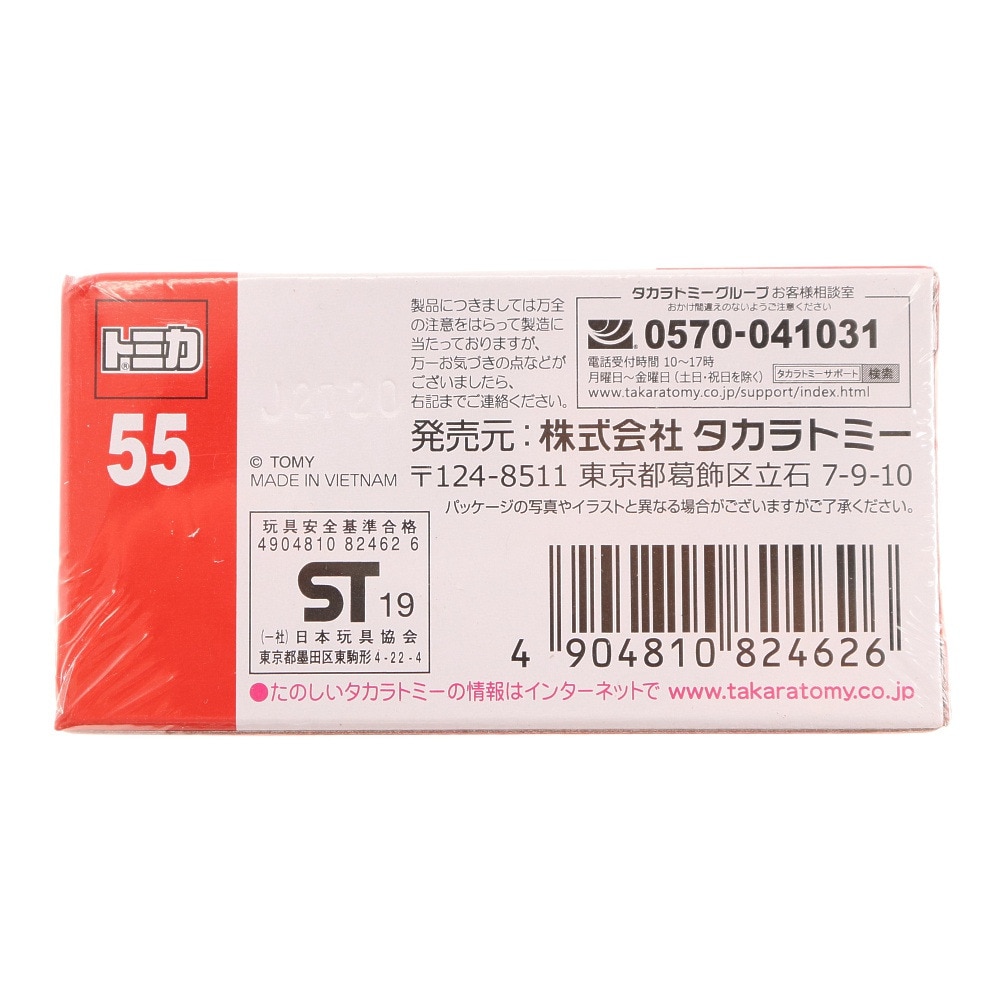 トミカ
®
55
製品につきましては万全
の注意をはらって製造に
当たっておりますが、
万一お気づきの点などが
ございましたら、
右記までご連絡ください。
タカラトミーグループ お客様相談室
おかけ間違えのないようご注意ください
0570-041031
電話受付時間 10～17時
月曜日～金曜日（土日・祝日を除く）
タカラトミーサポート 検索
www.takaratomy.co.jp/support/index.html
発売元：株式会社 タカラトミー
〒124-8511 東京都葛飾区立石 7-9-10
© TOMY
MADE IN VIETNAM
パッケージの写真やイラストと異なる場合がございますがご了承ください。
玩具安全基準合格
4904810 82462 6
ST 19
(一社)日本玩具協会
東京都墨田区東駒形4-22-4
4 904810 824626
●たのしいタカラトミーの情報はインターネットで www.takaratomy.co.jp